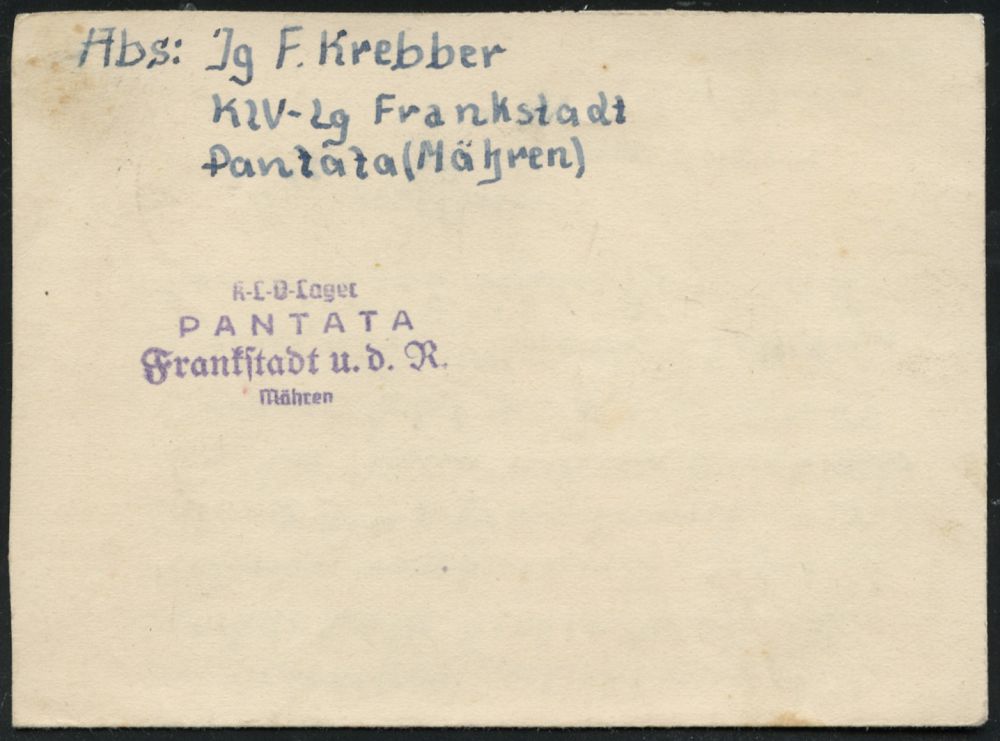 Abs: Jg F. Krebber
KLV-Lg Frankstadt
Pantata (Mähren)
K-L-V-Lager
PANTATA
Frankstadt u. d. R.
Mähren